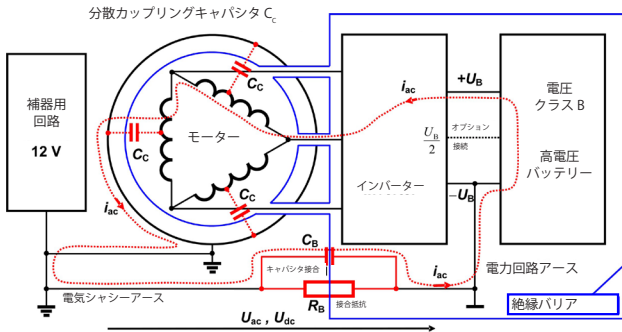 分散カップリングキャパシタ Cc
補器用
回路
12 V
CC
CC
CC
モーター
iac
iac
iac
インバーター
UB
2
+UB
オプション
接続
−UB
電圧
クラス B
高電圧
バッテリー
CB
キャパシタ接合
RB
接合抵抗
電力回路アース
電気シャシーアース
絶縁バリア
Uac , Udc